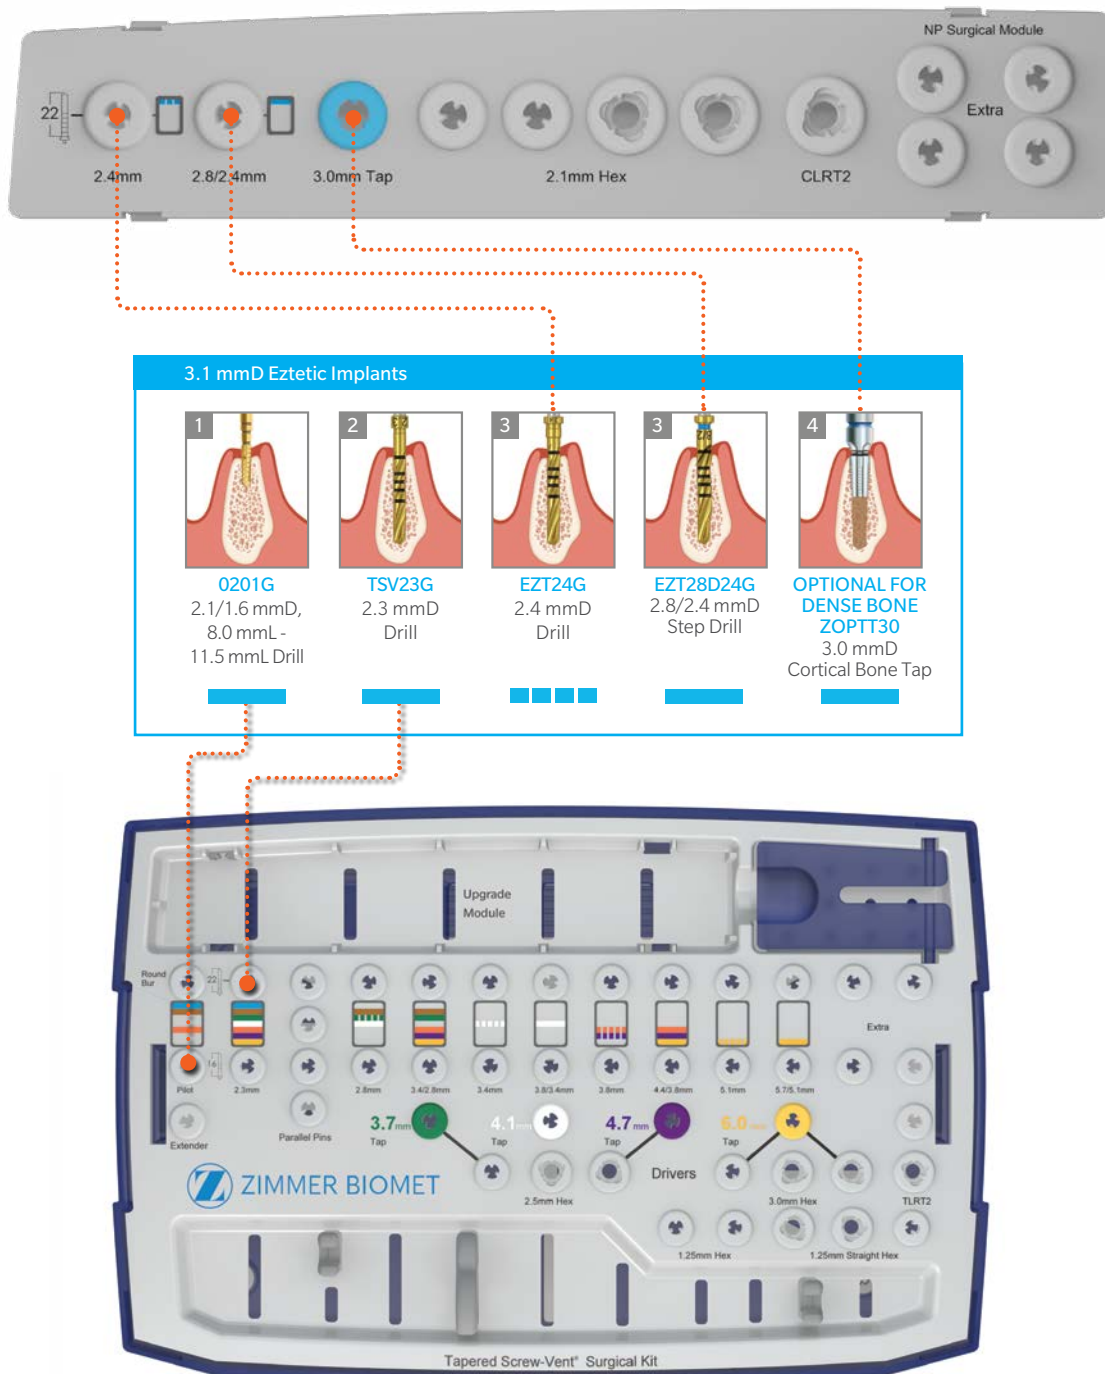 NP Surgical Module
Extra
22
2.4mm
2.8/2.4mm
3.0mm Tap
2.1mm Hex
CLRT2
3.1 mmD Eztetic Implants
1
2
3
3
4
0201G
2.1/1.6 mmD,
8.0 mmL -
11.5 mmL Drill
TSV23G
2.3 mmD
Drill
EZT24G
2.4 mmD
Drill
EZT28D24G
2.8/2.4 mmD
Step Drill
OPTIONAL FOR
DENSE BONE
ZOPTT30
3.0 mmD
Cortical Bone Tap
Upgrade
Module
Round
Bur
22
Extra
16
Pilot
2.3mm
2.8mm
3.4/2.8mm
3.4mm
3.8/3.4mm
3.8mm
4.4/3.8mm
5.1mm
5.7/5.1mm
Extender
Parallel Pins
3.7mm
Tap
4.1mm
Tap
4.7mm
Tap
6.0mm
Tap
ZIMMER BIOMET
2.5mm Hex
Drivers
3.0mm Hex
TLRT2
1.25mm Hex
1.25mm Straight Hex
Tapered Screw-Vent® Surgical Kit